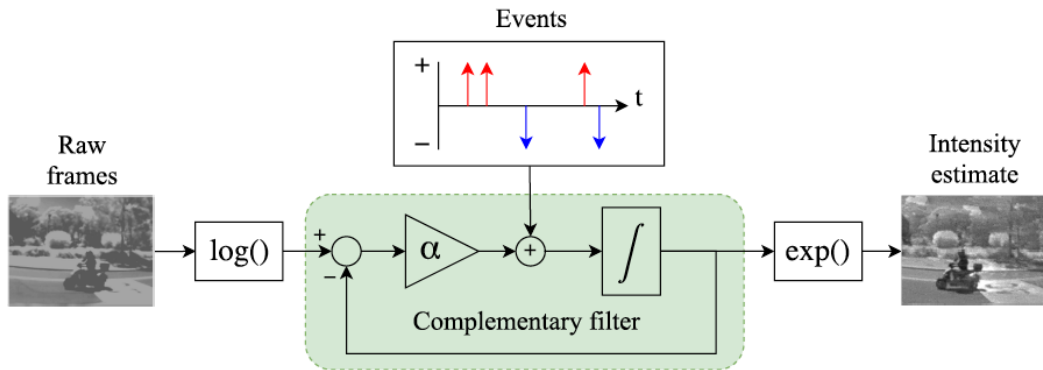 Events
+
t
−
Raw
frames
Intensity
estimate
log()
+
−
α
+
∫
exp()
Complementary filter